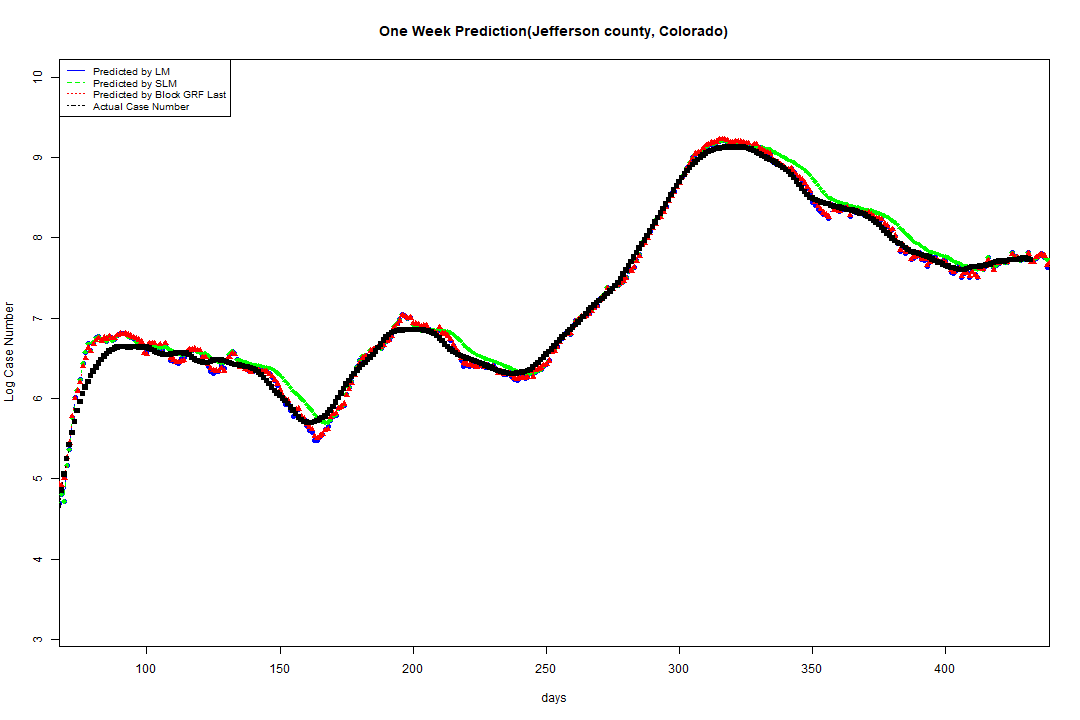 One Week Prediction(Jefferson county, Colorado)
Predicted by LM
Predicted by SLM
Predicted by Block GRF Last
Actual Case Number
10
9
8
7
6
5
4
3
Log Case Number
100 150 200 250 300 350 400
days